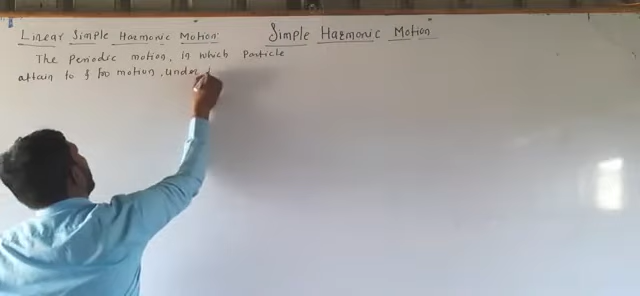 Simple Harmonic Motion
Linear Simple Harmonic Motion:
The Periodic motion, in which Particle
attain to & fro motion, under